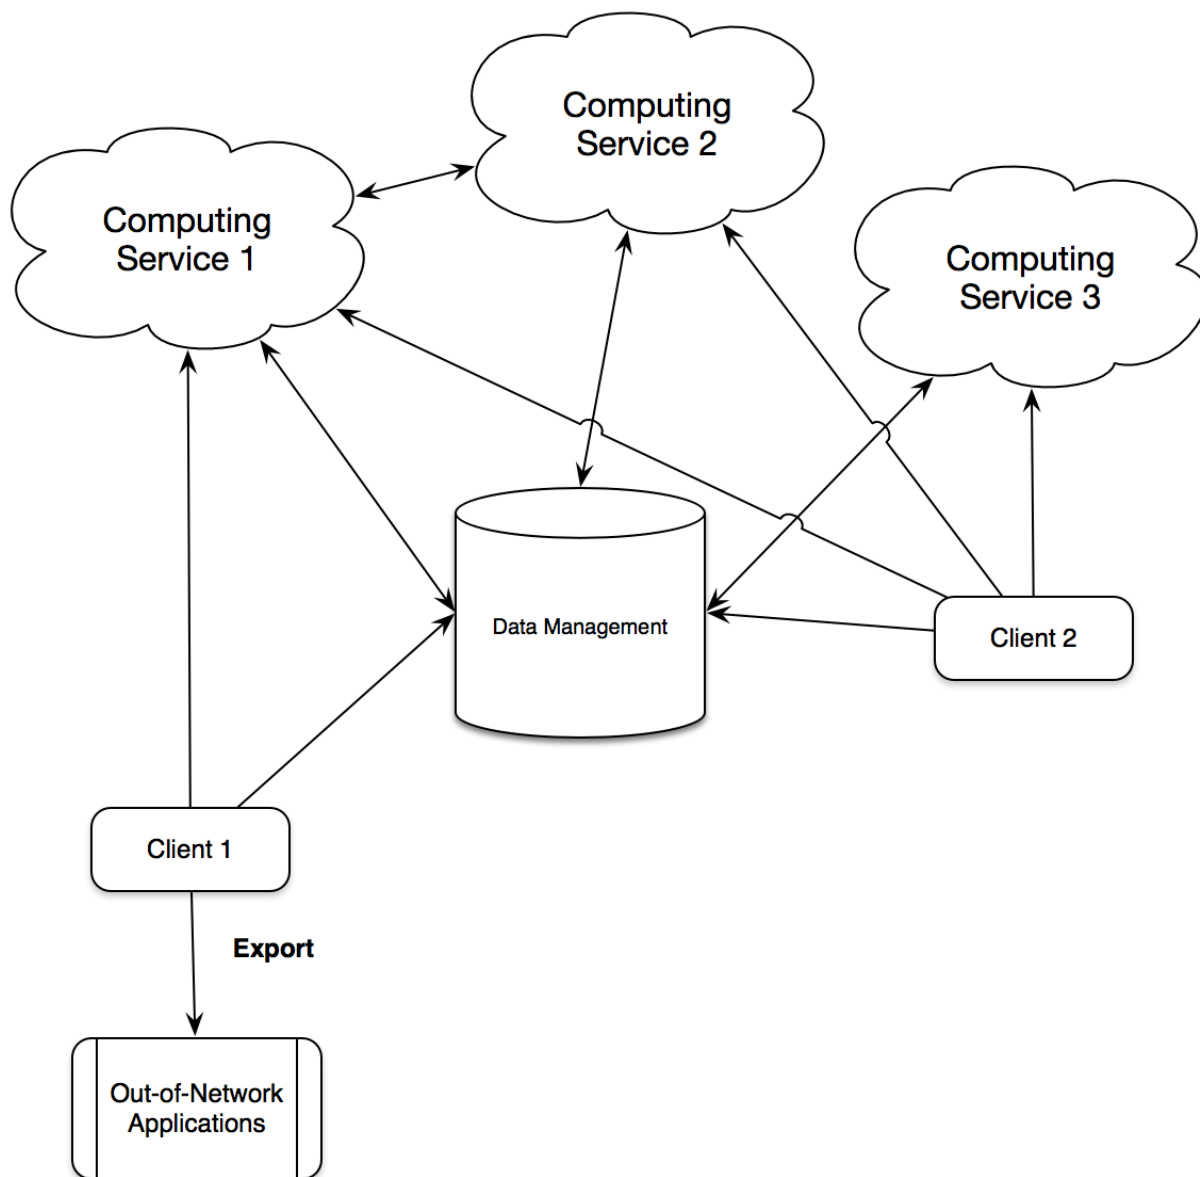 Computing
Service 2
Computing
Service 1
Computing
Service 3
Data Management
Client 2
Client 1
Export
Out-of-Network
Applications